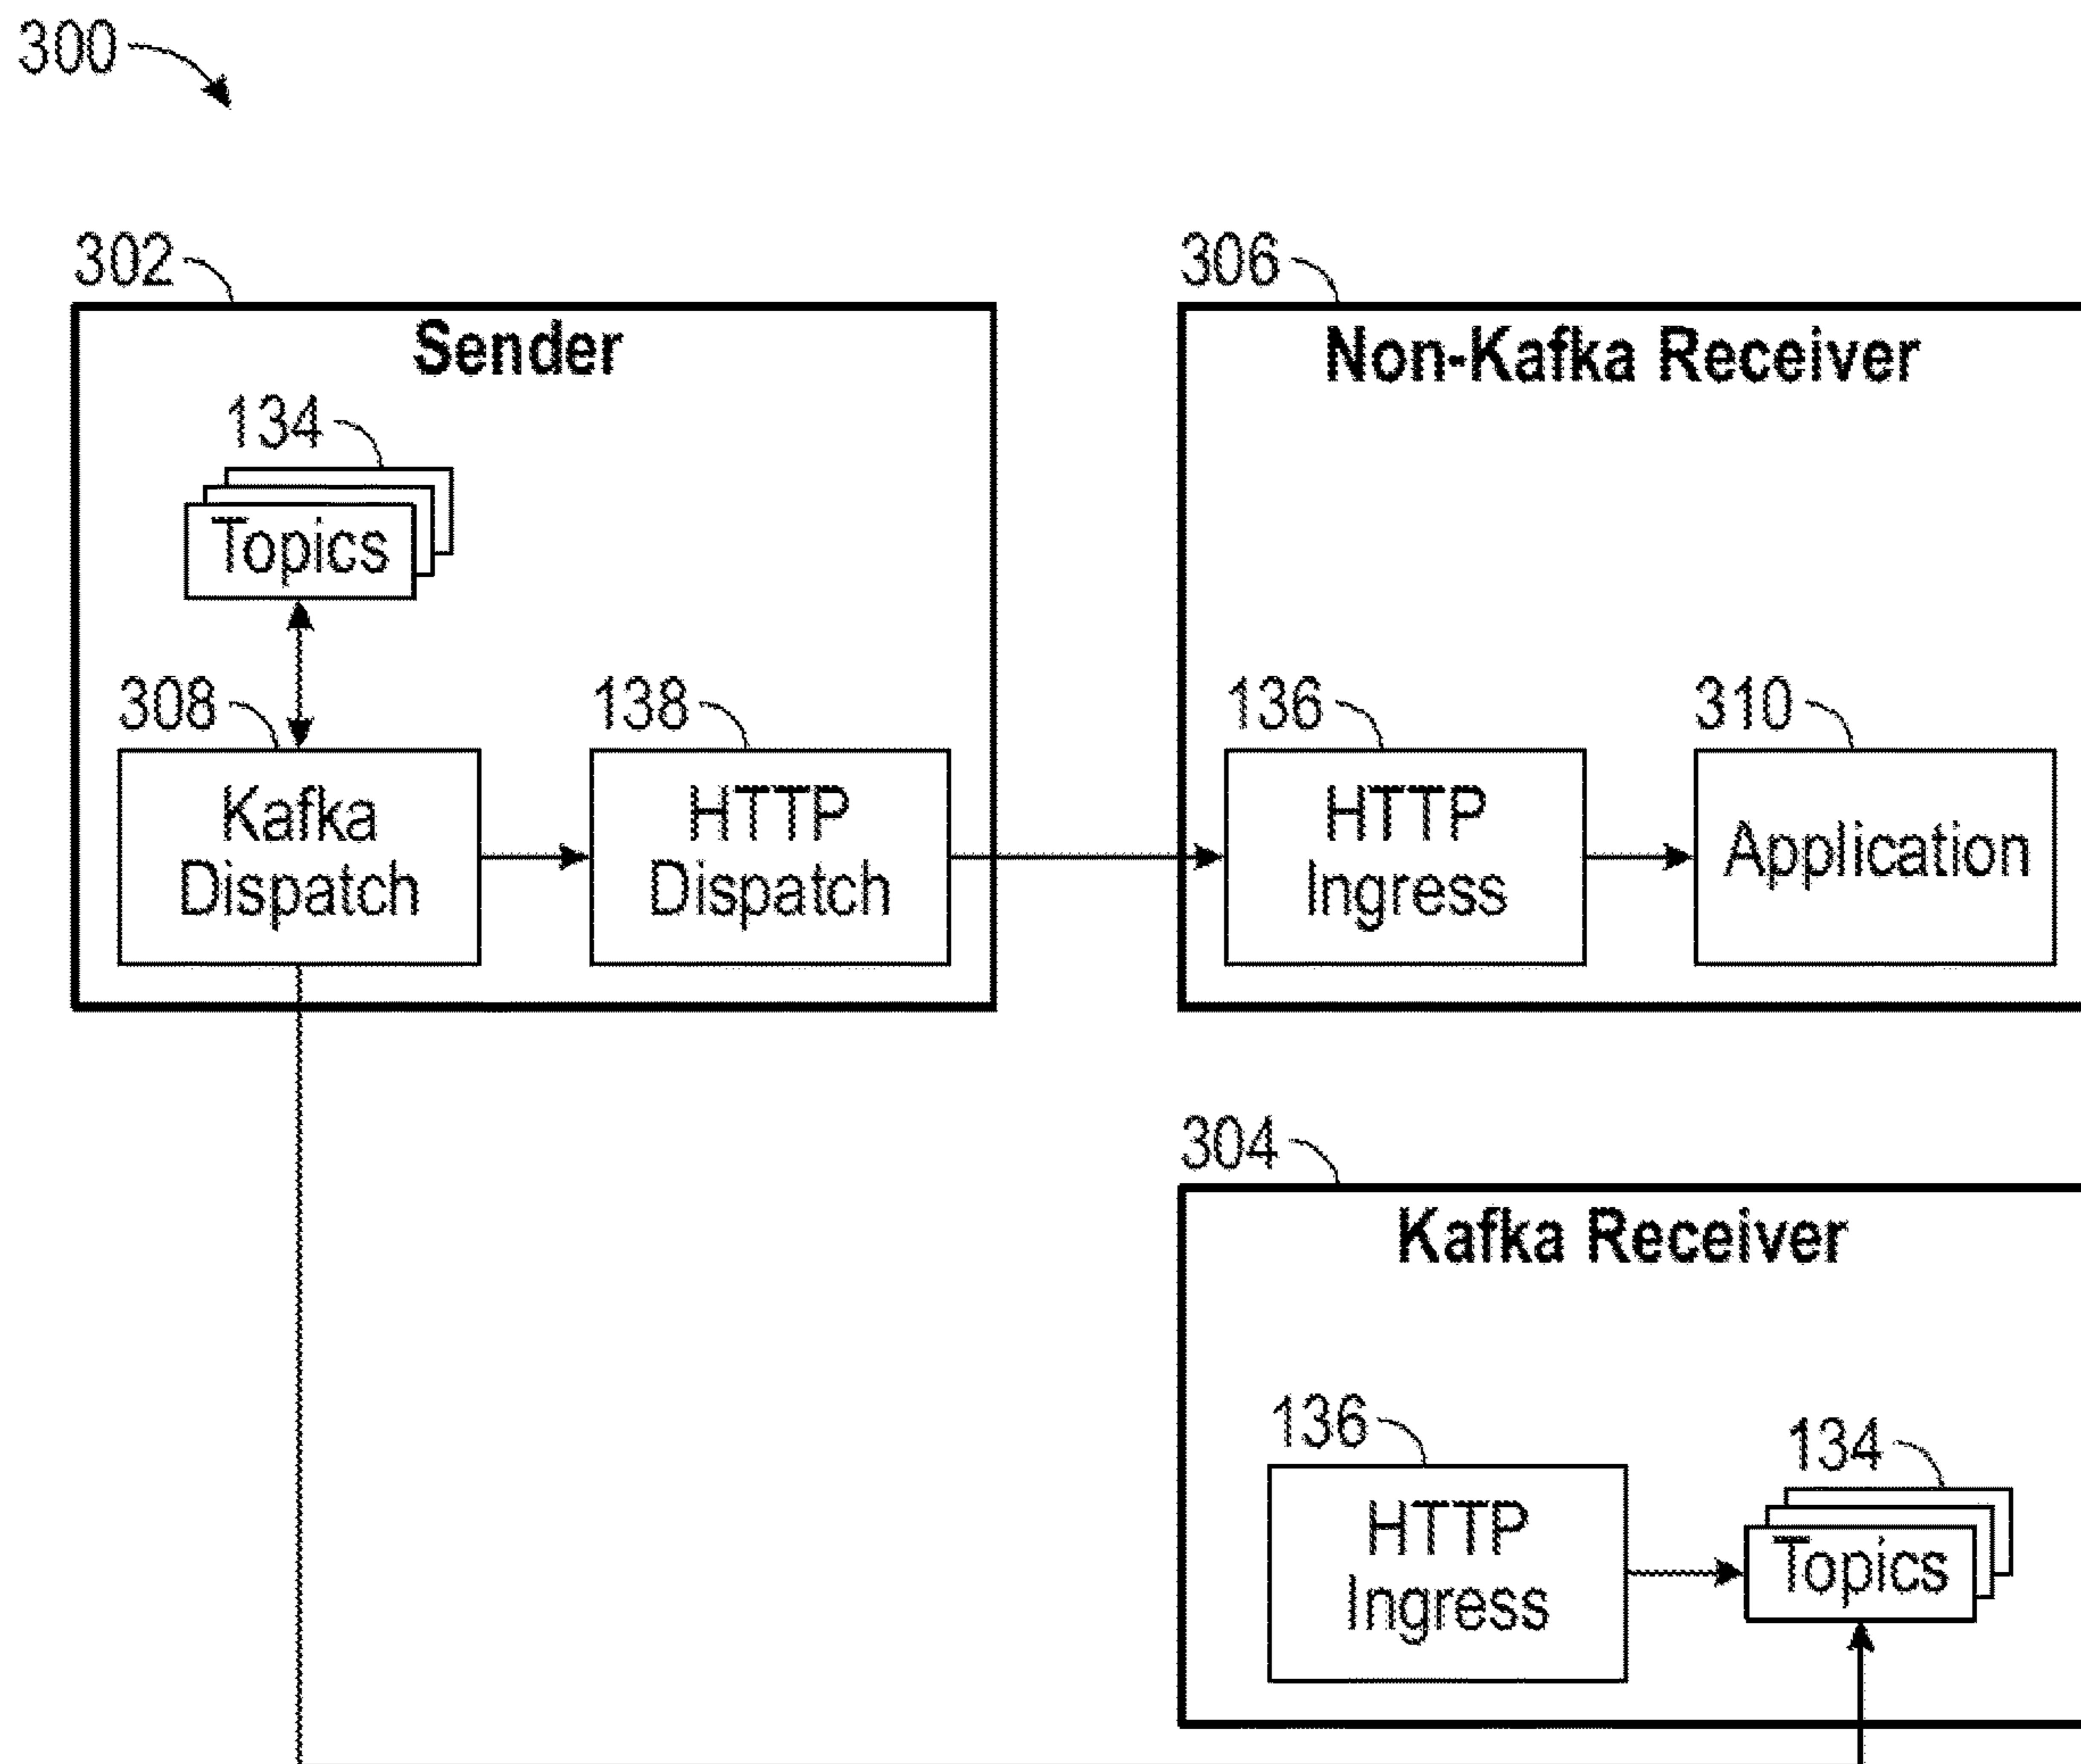 300
302
Sender
134
Topics
308
Kafka
Dispatch
138
HTTP
Dispatch
306
Non-Kafka Receiver
136
HTTP
Ingress
310
Application
304
Kafka Receiver
136
HTTP
Ingress
134
Topics